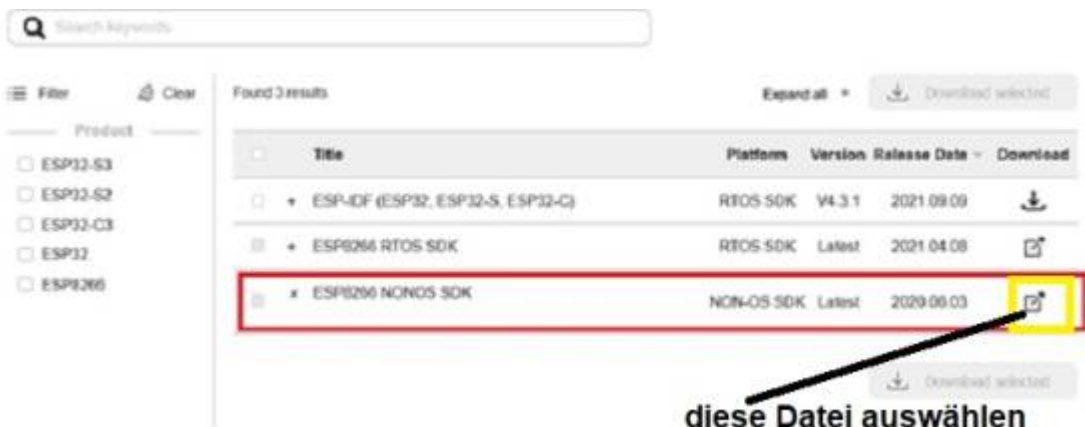 Search keywords
Filter Clear
Found 3 results
Expand all
Download selected
Product
ESP32-S3
ESP32-S2
ESP32-C3
ESP32
ESP8266
Title Platform Version Release Date Download
ESP-IDF (ESP32, ESP32-S, ESP32-C) RTOS SDK V4.3.1 2021.09.09
ESP8266 RTOS SDK RTOS SDK Latest 2021.04.08
ESP8266 NONOS SDK NON-OS SDK Latest 2020.06.03
Download selected
diese Datei auswählen